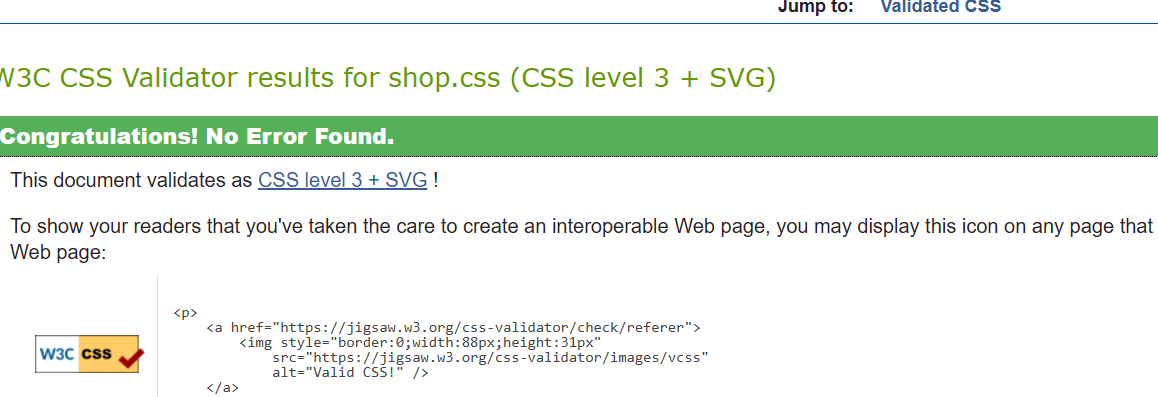 Jump to: Validated CSS
W3C CSS Validator results for shop.css (CSS level 3 + SVG)
Congratulations! No Error Found.
This document validates as CSS level 3 + SVG !
To show your readers that you've taken the care to create an interoperable Web page, you may display this icon on any page that
Web page:
W3C css
<p>
<a href="https://jigsaw.w3.org/css-validator/check/referer">
<img style="border:0;width:88px;height:31px"
src="https://jigsaw.w3.org/css-validator/images/vcss"
alt="Valid CSS!" />
</a>